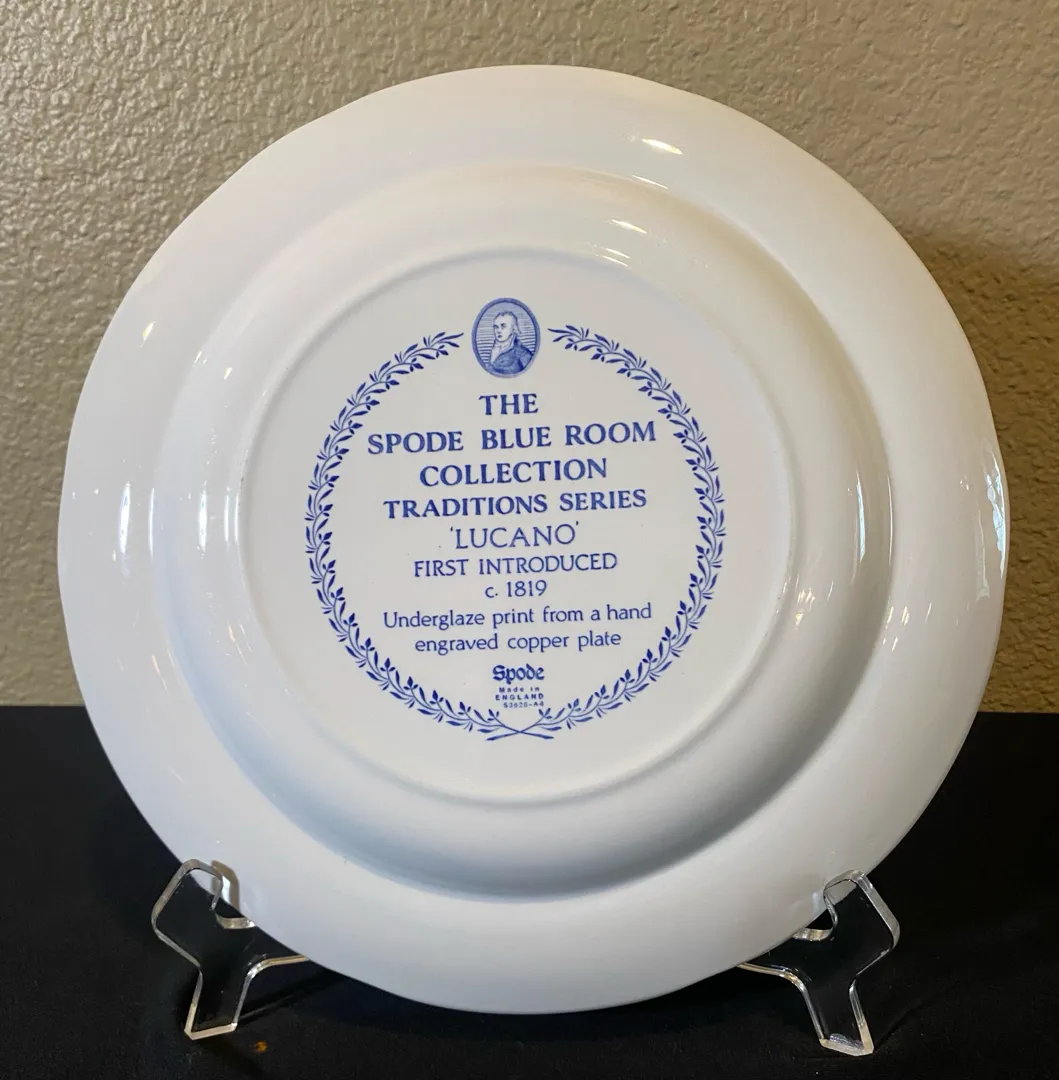 THE
SPODE BLUE ROOM
COLLECTION
TRADITIONS SERIES
'LUCANO'
FIRST INTRODUCED
c. 1819
Underglaze print from a hand
engraved copper plate
Spode
Made in
ENGLAND